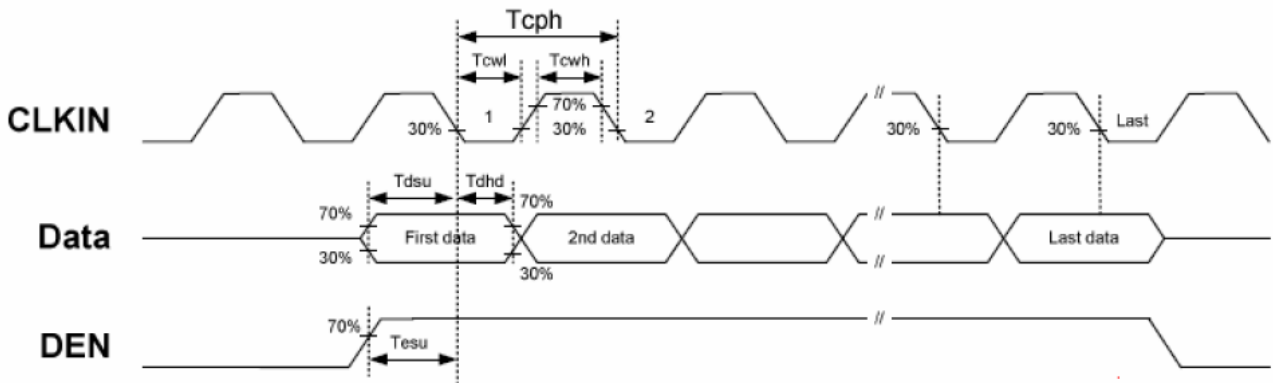 Tcph
Tcwl Tcwh
CLKIN 30% 1 70% 30% 2 // 30% 30% Last
Tdsu Tdhd
70% 70%
Data First data 2nd data // // Last data
30% 30%
70% //
DEN Tesu